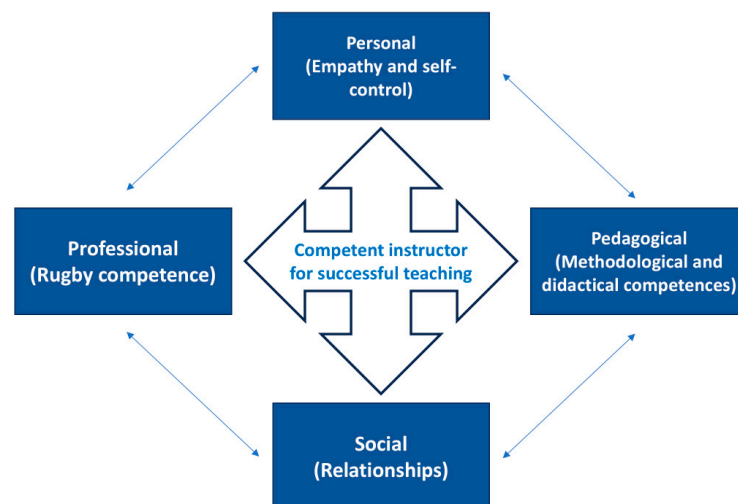 Personal
(Empathy and self-
control)
Professional
(Rugby competence)
Competent instructor
for successful teaching
Pedagogical
(Methodological and
didactical competences)
Social
(Relationships)